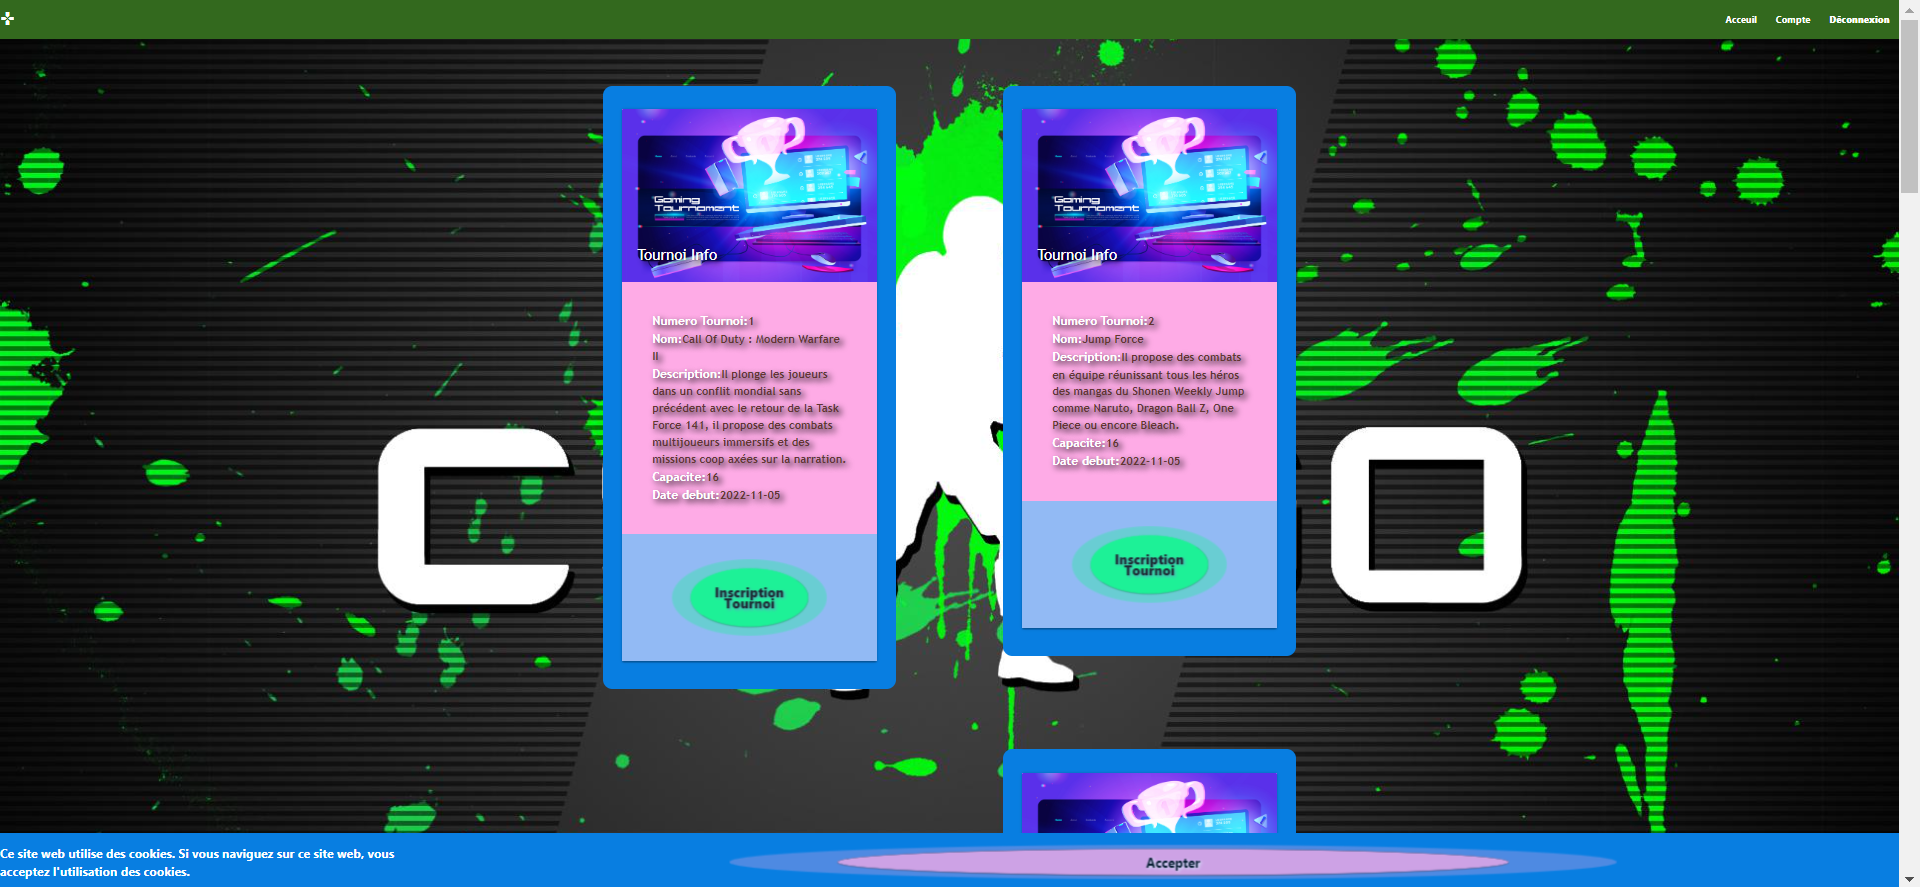 Acceuil Compte Déconnexion
Gaming
Tournament
Tournoi Info
Numero Tournoi:1
Nom:Call Of Duty : Modern Warfare
II
Description:Il plonge les joueurs
dans un conflit mondial sans
précédent avec le retour de la Task
Force 141, il propose des combats
multijoueurs immersifs et des
missions coop axées sur la narration.
Capacite:16
Date debut:2022-11-05
Inscription
Tournoi
Gaming
Tournament
Tournoi Info
Numero Tournoi:2
Nom:Jump Force
Description:Il propose des combats
en équipe réunissant tous les héros
des mangas du Shonen Weekly Jump
comme Naruto, Dragon Ball Z, One
Piece ou encore Bleach.
Capacite:16
Date debut:2022-11-05
Inscription
Tournoi
C O
Ce site web utilise des cookies. Si vous naviguez sur ce site web, vous
acceptez l'utilisation des cookies.
Accepter